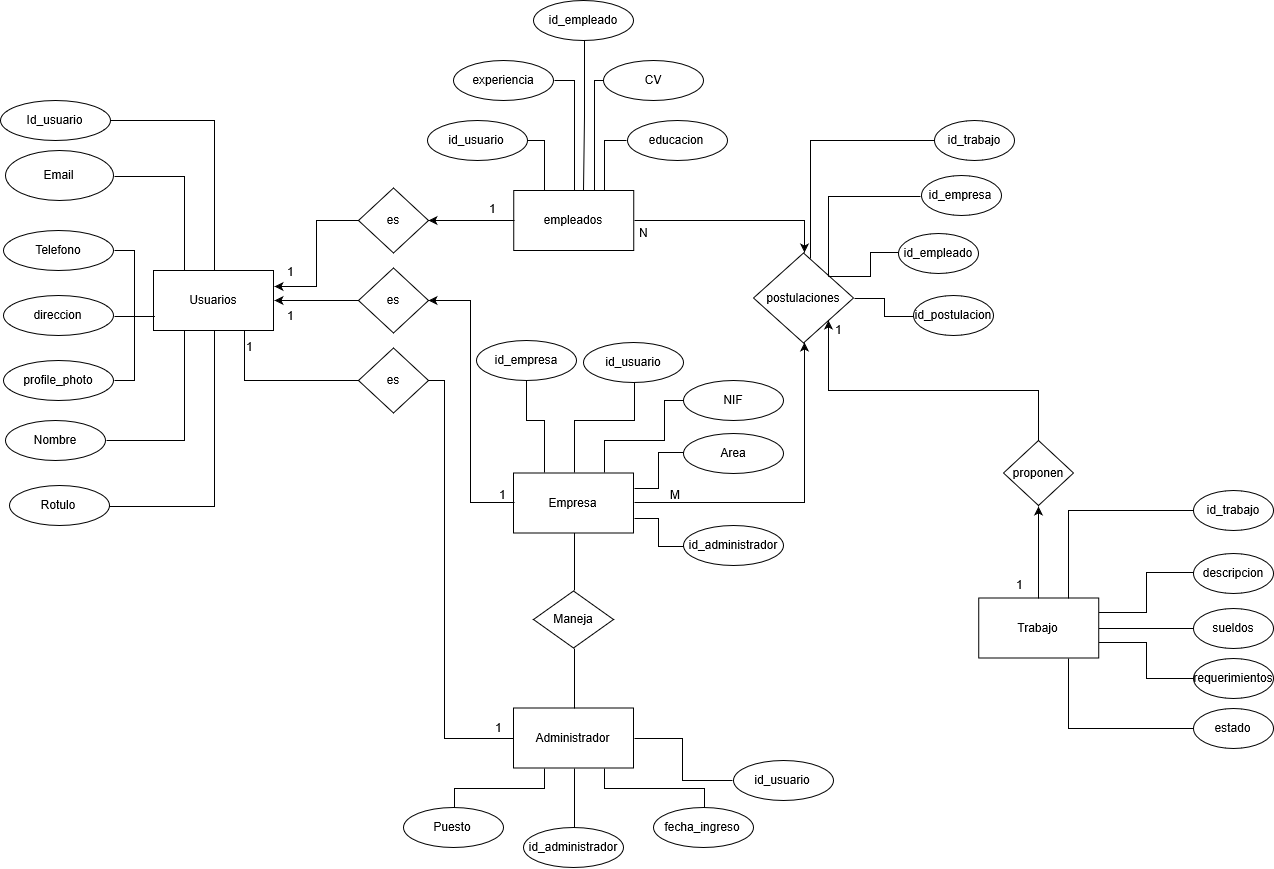 id_empleado
experiencia
CV
Id_usuario
id_usuario
educacion
id_trabajo
Email
id_empresa
es
1
empleados
N
Telefono
id_empleado
1
Usuarios
es
postulaciones
direccion
1
id_postulacion
1
1
id_empresa
id_usuario
profile_photo
es
NIF
Nombre
Area
proponen
1
Empresa
M
Rotulo
id_trabajo
id_administrador
descripcion
1
Maneja
Trabajo
sueldos
requerimientos
1
Administrador
estado
id_usuario
Puesto
id_administrador
fecha_ingreso